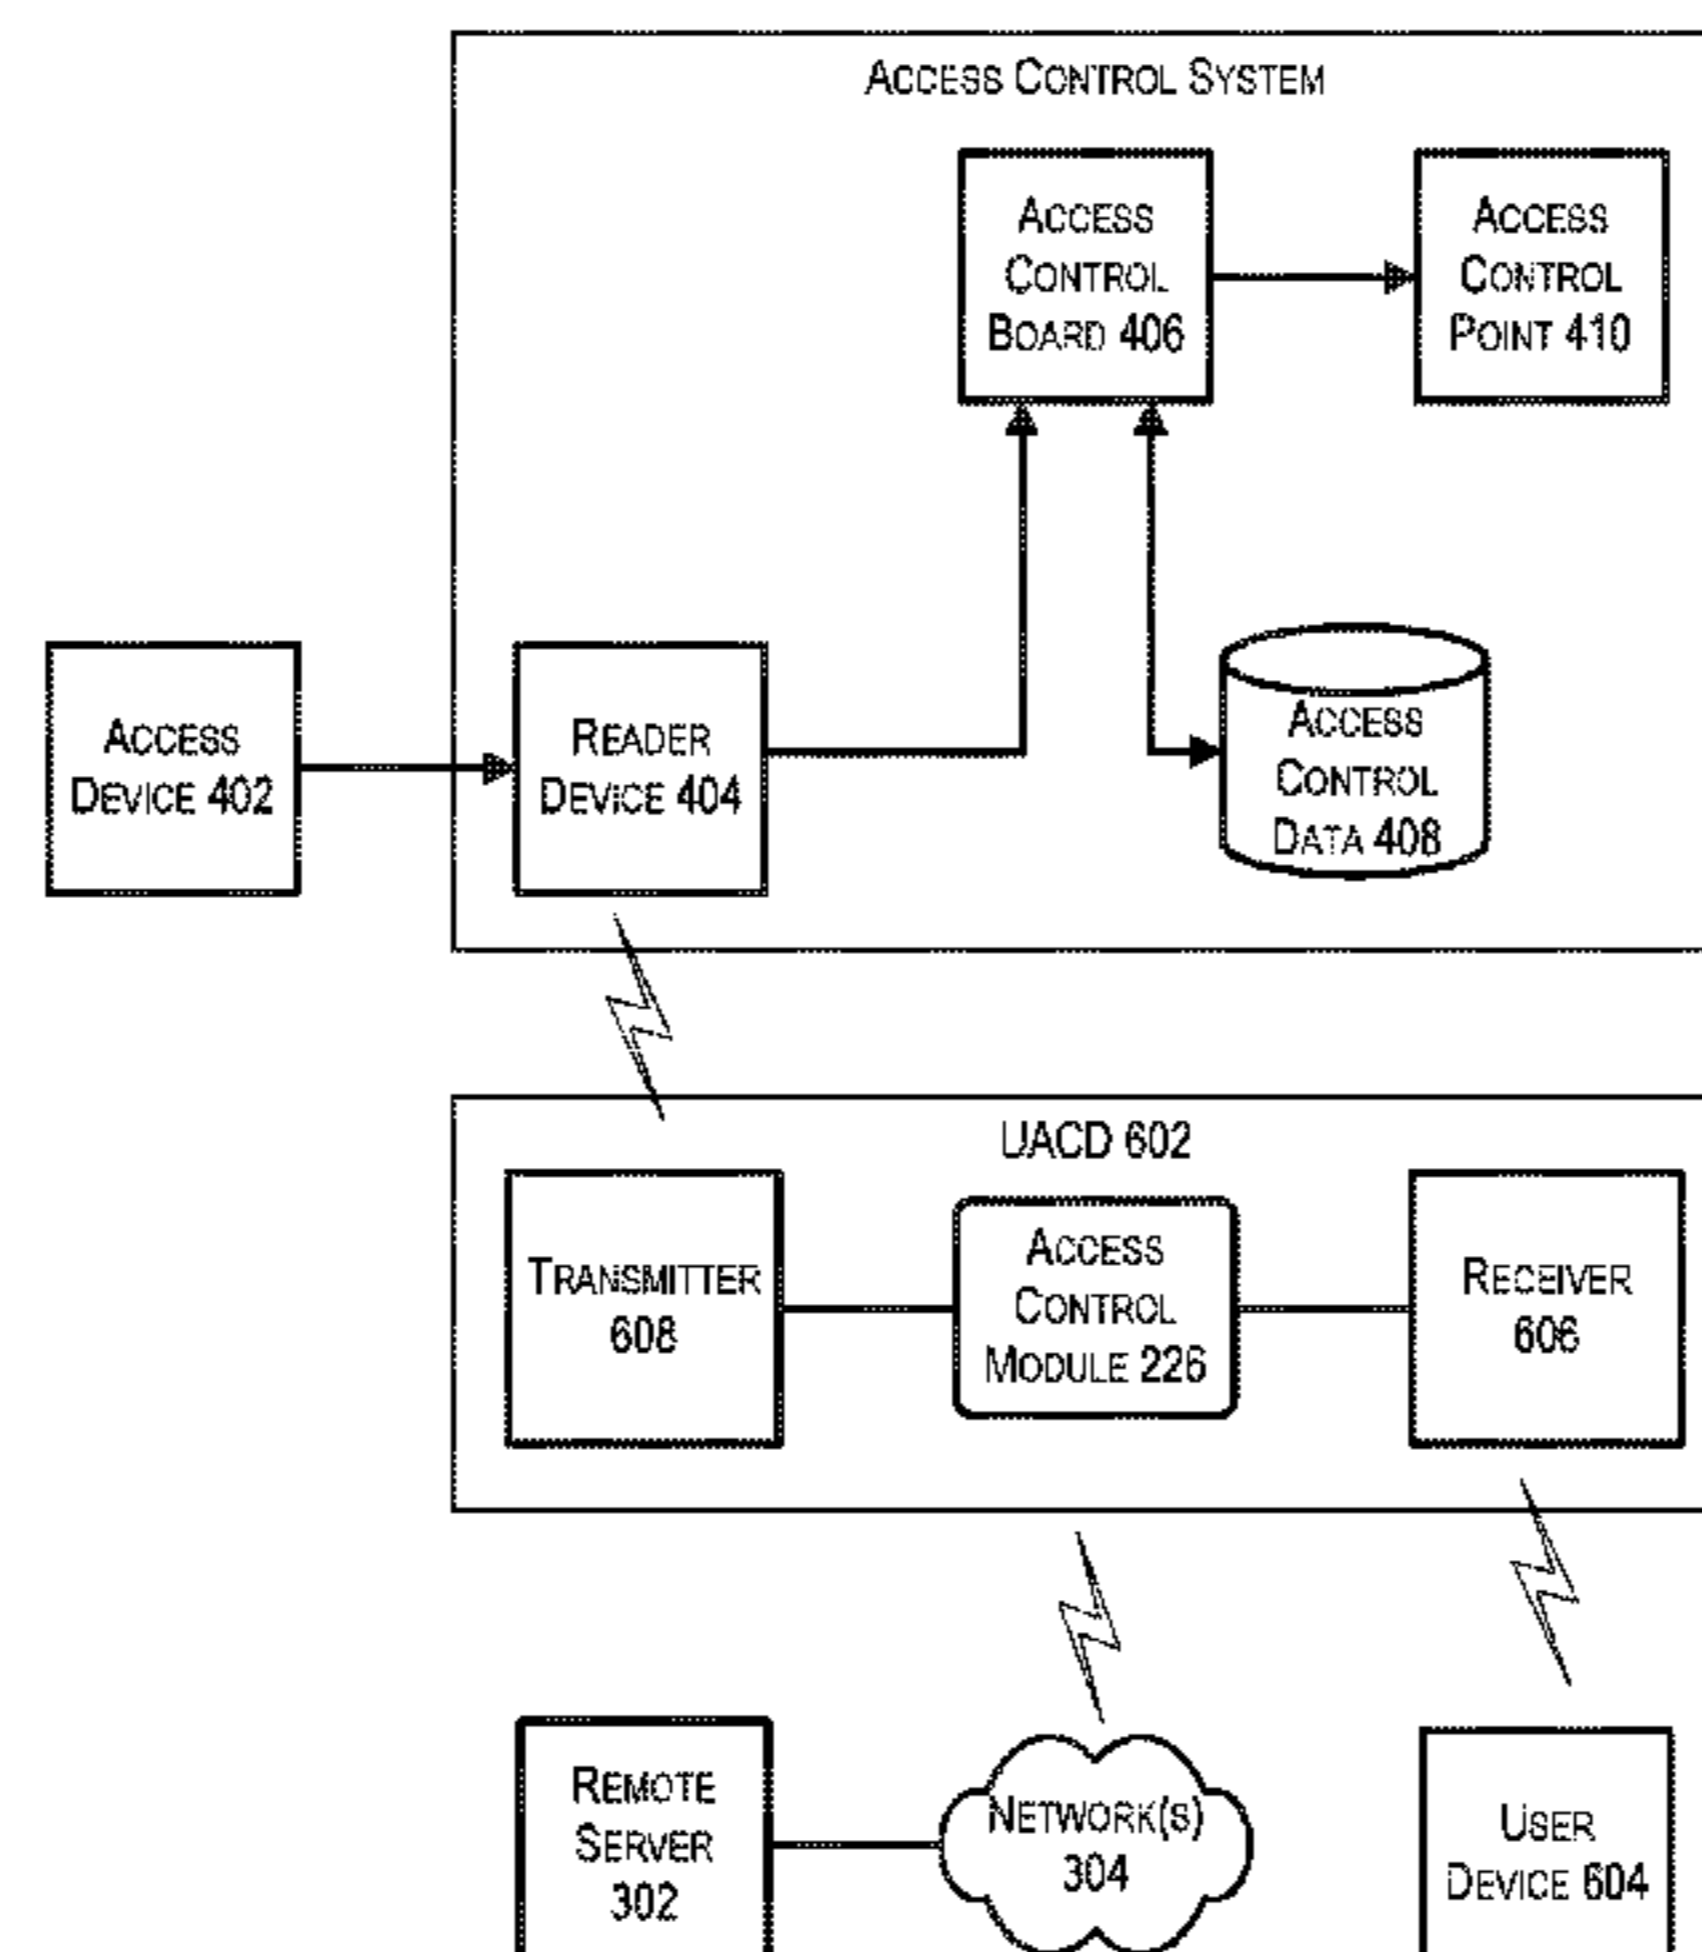 ACCESS CONTROL SYSTEM
ACCESS
CONTROL
BOARD 406
ACCESS
CONTROL
POINT 410
ACCESS
DEVICE 402
READER
DEVICE 404
ACCESS
CONTROL
DATA 408
UACD 602
TRANSMITTER
608
ACCESS
CONTROL
MODULE 226
RECEIVER
606
REMOTE
SERVER
302
NETWORK(S)
304
USER
DEVICE 604